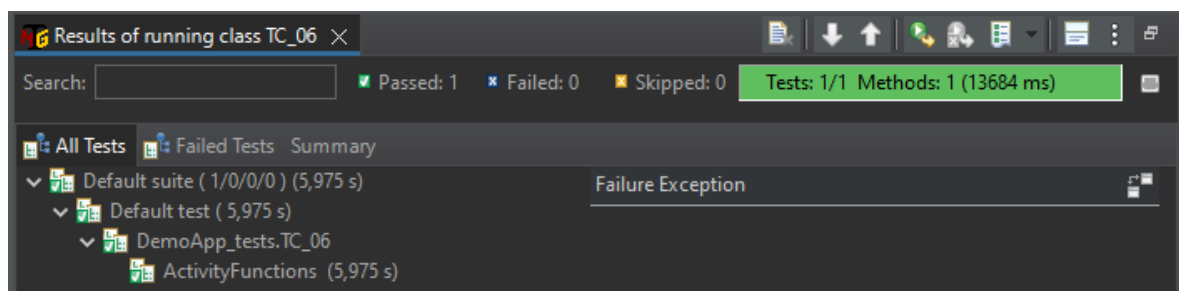 Results of running class TC_06
Search: Passed: 1 Failed: 0 Skipped: 0 Tests: 1/1 Methods: 1 (13684 ms)
All Tests Failed Tests Summary
Default suite ( 1/0/0/0 ) (5,975 s)
Failure Exception
Default test ( 5,975 s)
DemoApp_tests.TC_06
ActivityFunctions (5,975 s)